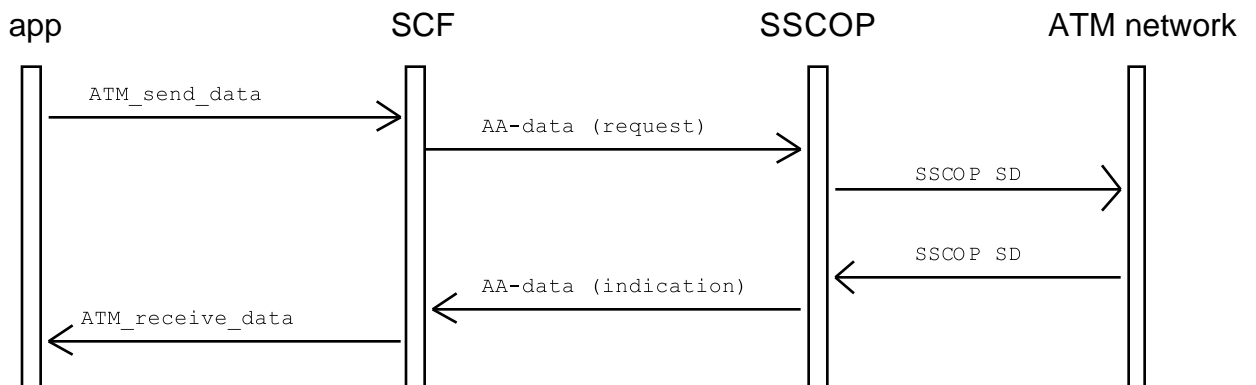 app SCF SSCOP ATM network
ATM_send_data
AA-data (request)
SSCOP SD
SSCOP SD
AA-data (indication)
ATM_receive_data